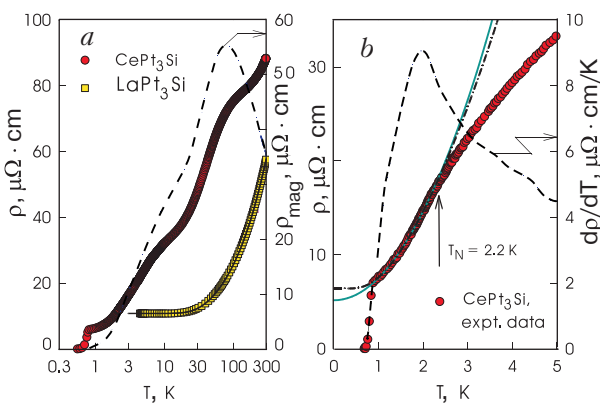 a
CePt3Si
LaPt3Si
ρ, μΩ · cm
100
80
60
40
20
0
60
50
40
30
20
10
0
ρmag, μΩ · cm
0.3 1 3 10 30 100 300
T, K
b
ρ, μΩ · cm
30
20
10
0
10
8
6
4
2
0
dρ/dT, μΩ · cm/K
TN = 2.2 K
CePt3Si,
expt. data
0 1 2 3 4 5
T, K